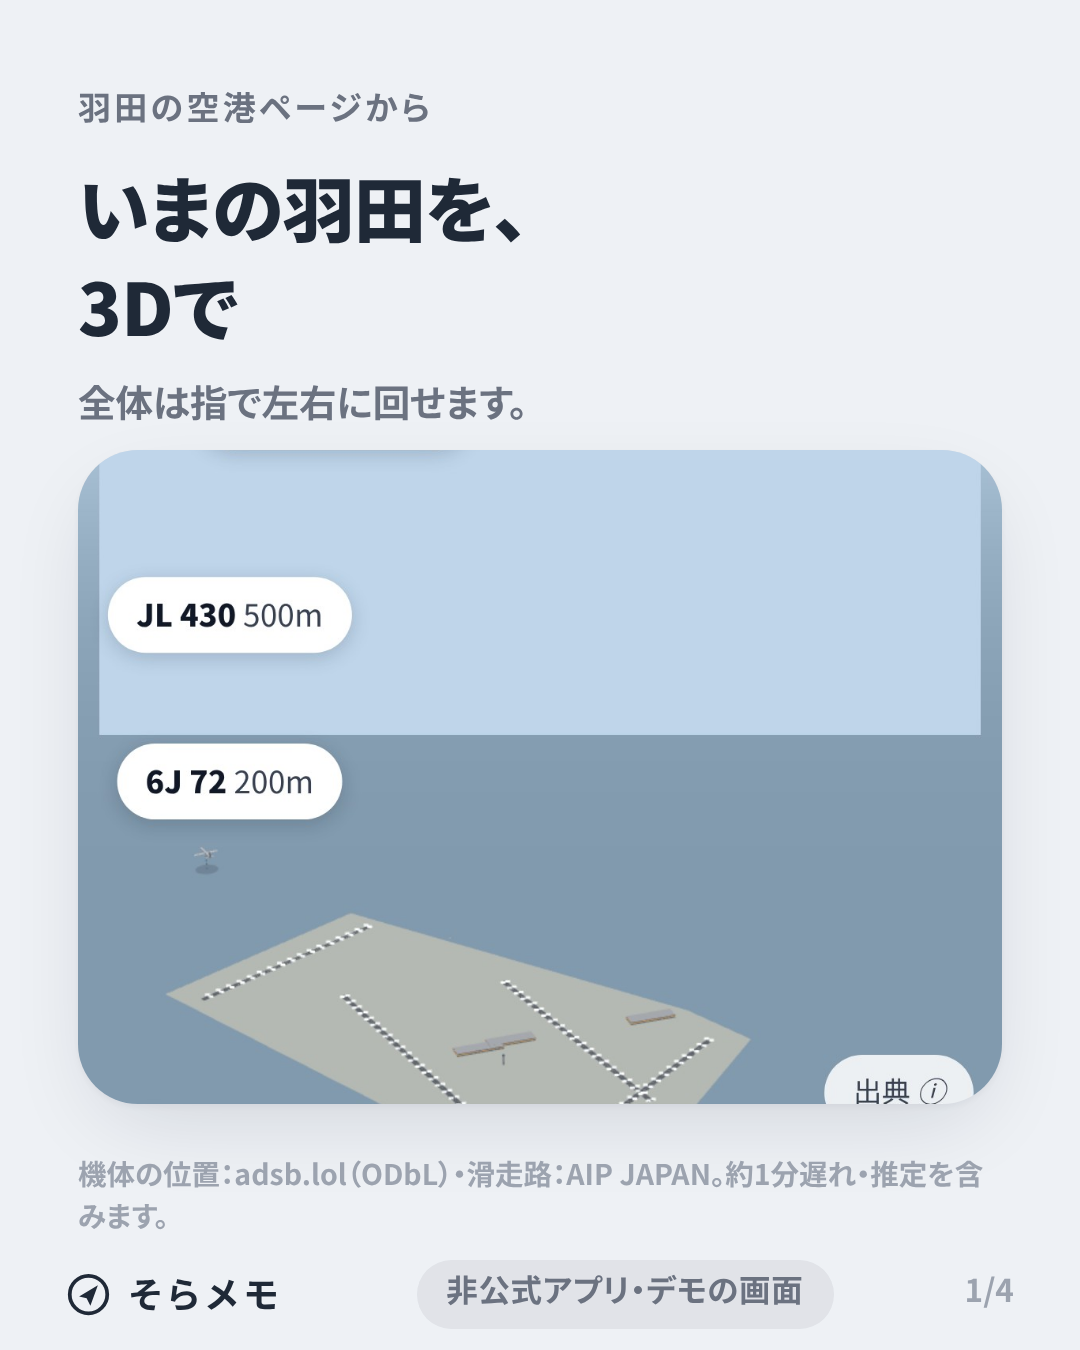 羽田の空港ページから
いまの羽田を、
3Dで
全体は指で左右に回せます。
JL 430 500m
6J 72 200m
出典 ⓘ
機体の位置：adsb.lol（ODbL）・滑走路：AIP JAPAN。約1分遅れ・推定を含
みます。
そらメモ
非公式アプリ・デモの画面
1/4